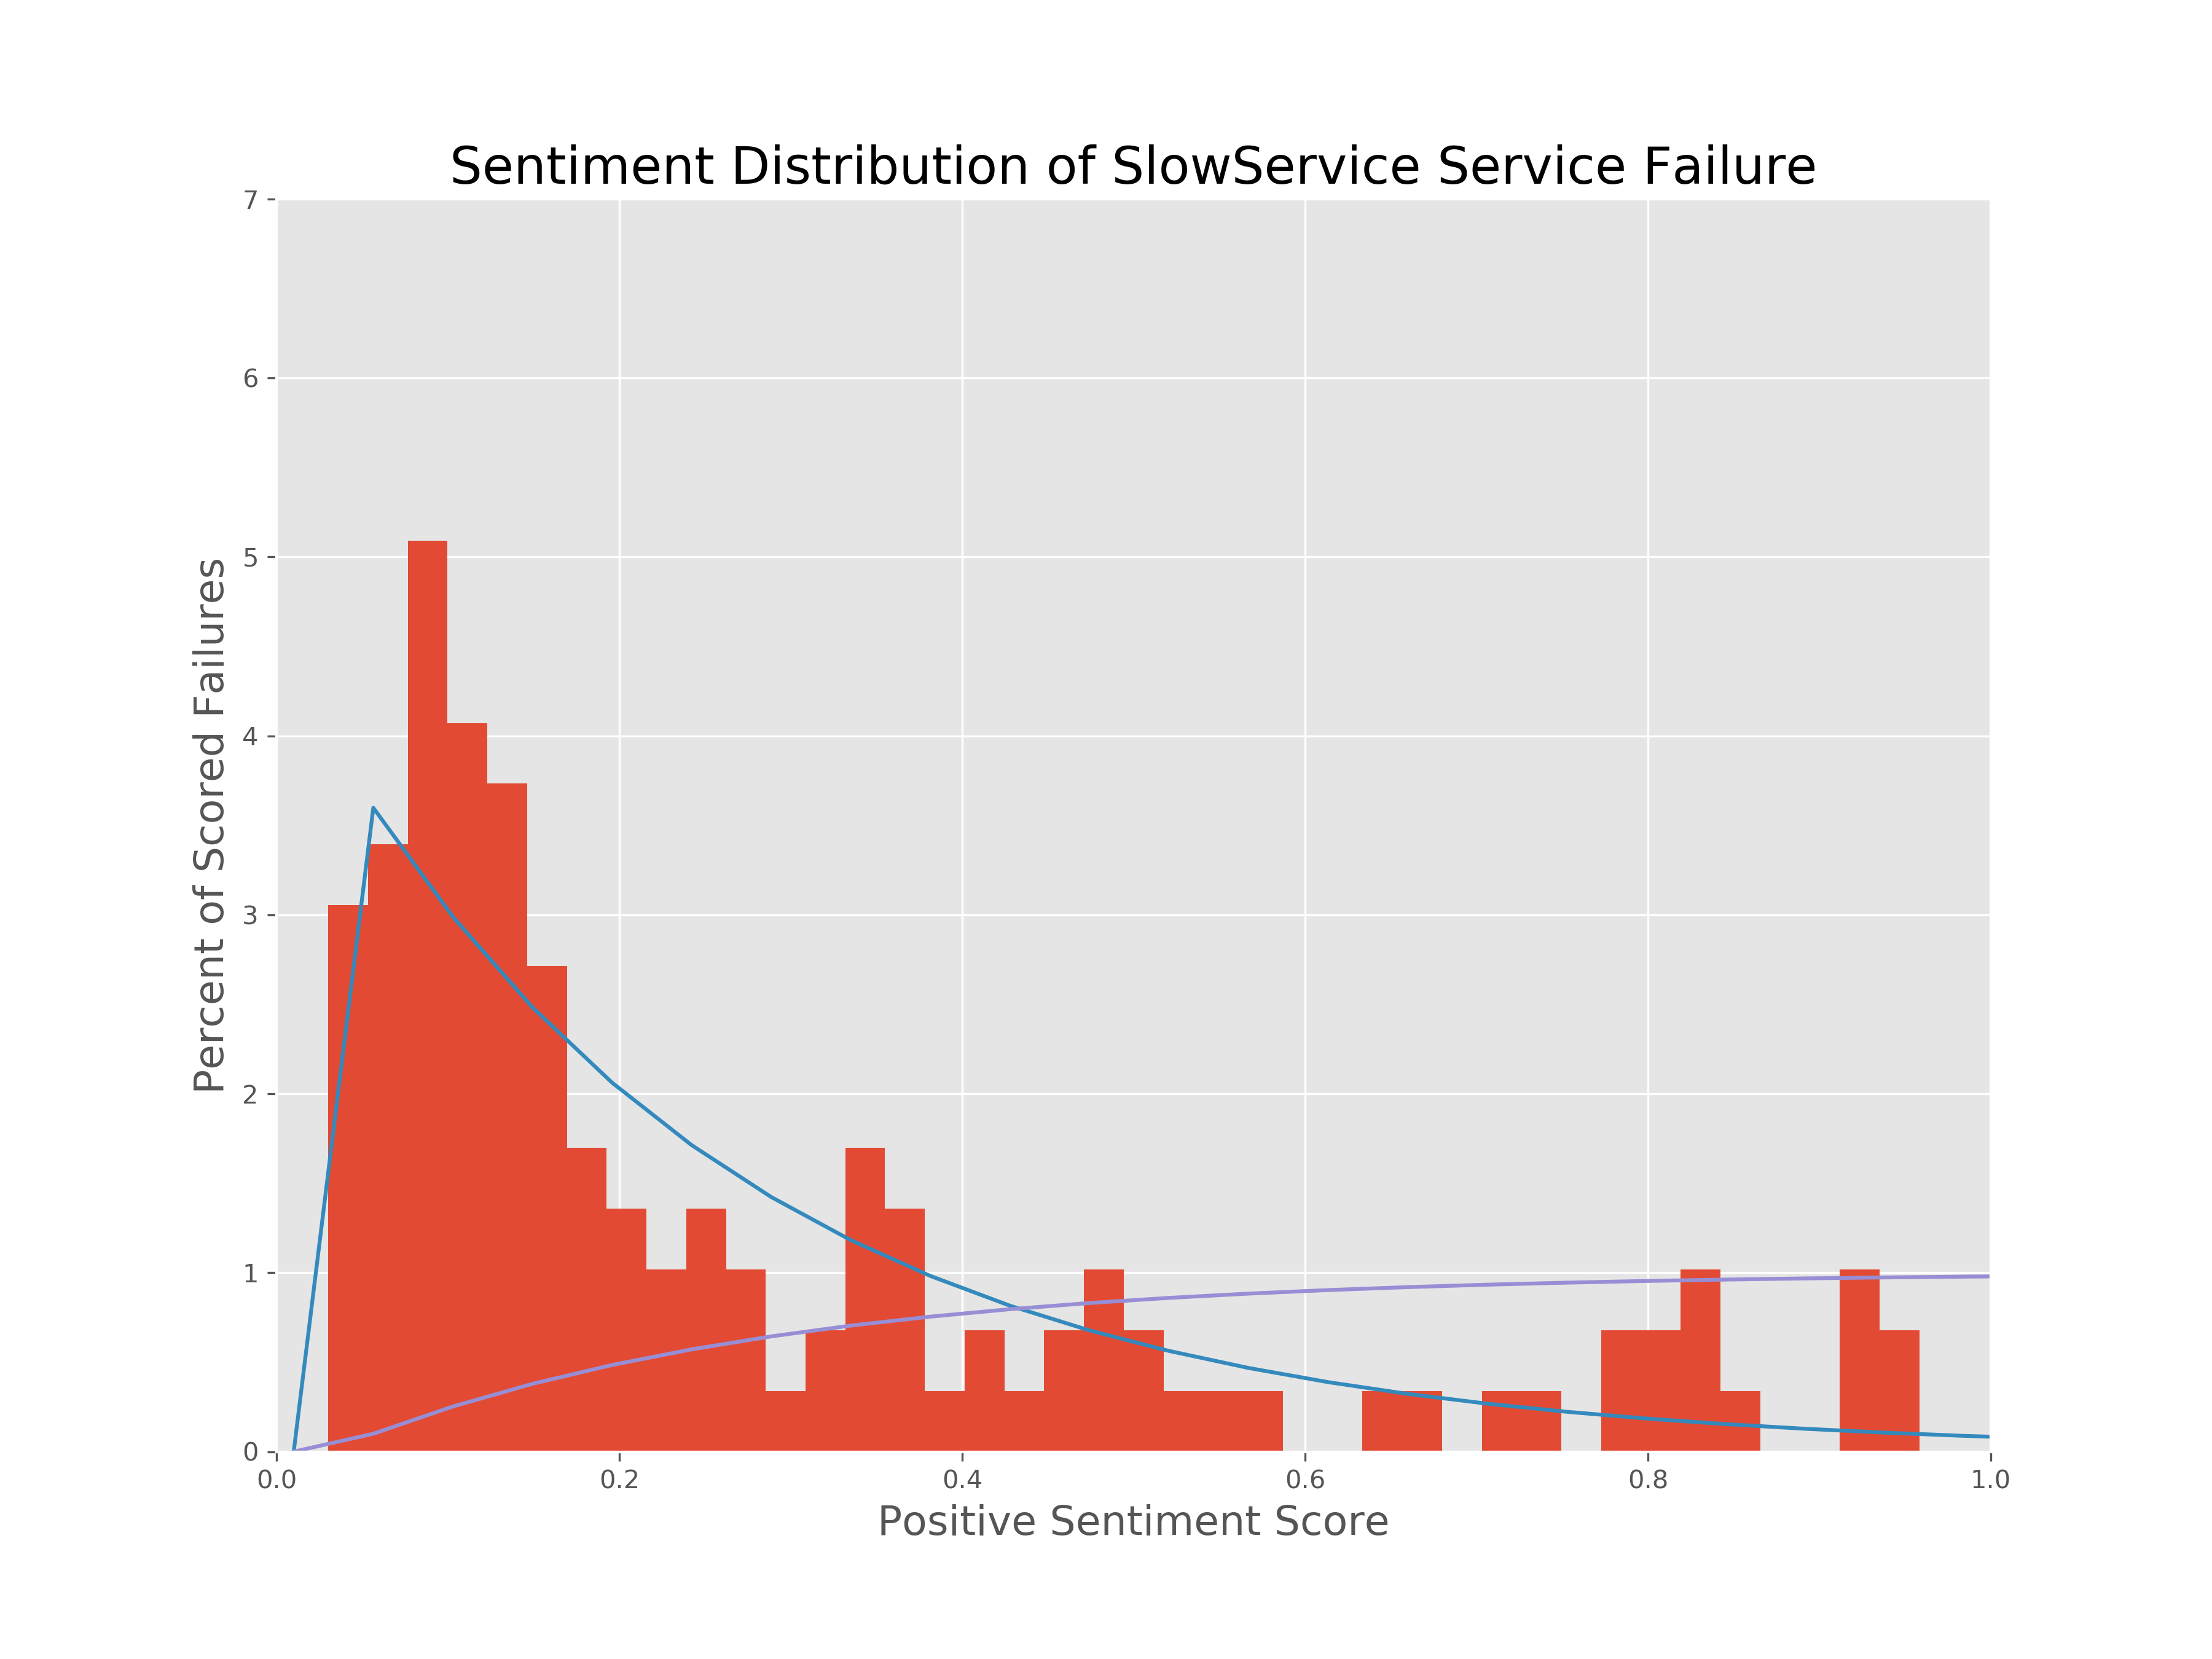 Sentiment Distribution of SlowService Service Failure
7
6
5
4
3
2
1
0
Percent of Scored Failures
0.0 0.2 0.4 0.6 0.8 1.0
Positive Sentiment Score